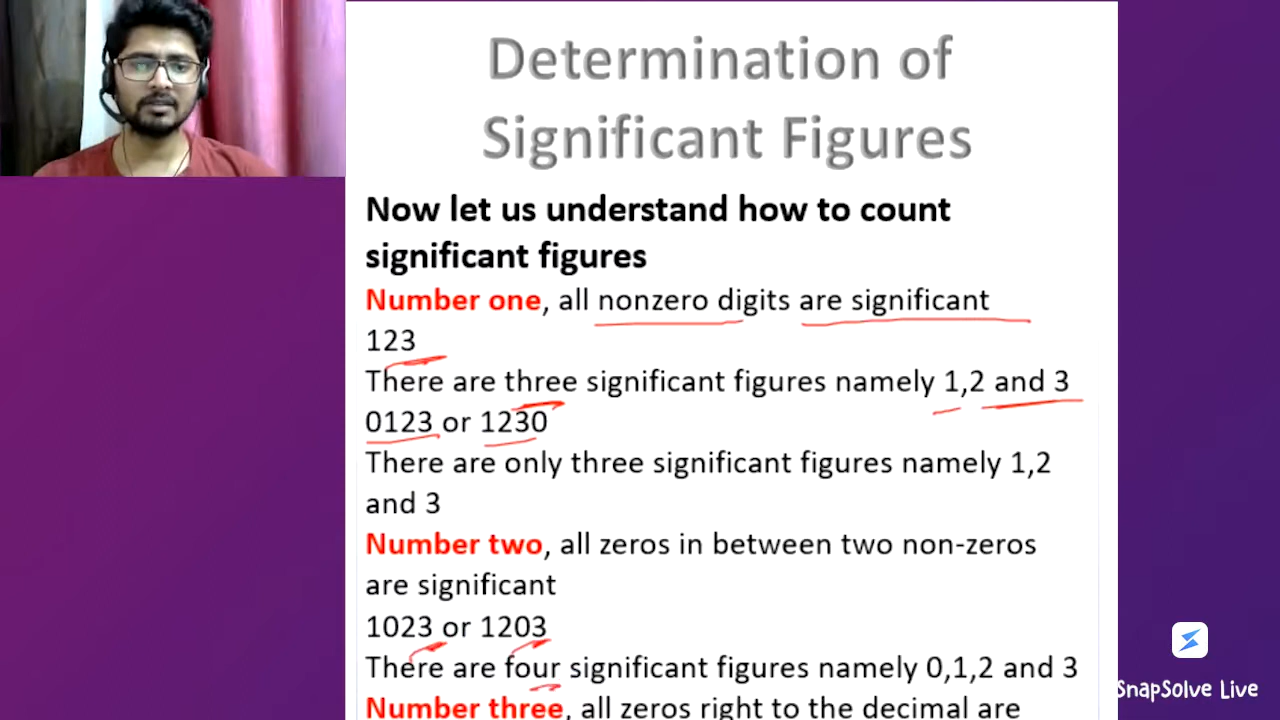 Determination of
Significant Figures
Now let us understand how to count
significant figures
Number one, all nonzero digits are significant
123
There are three significant figures namely 1,2 and 3
0123 or 1230
There are only three significant figures namely 1,2
and 3
Number two, all zeros in between two non-zeros
are significant
1023 or 1203
There are four significant figures namely 0,1,2 and 3
Number three, all zeros right to the decimal are
SnapSolve Live